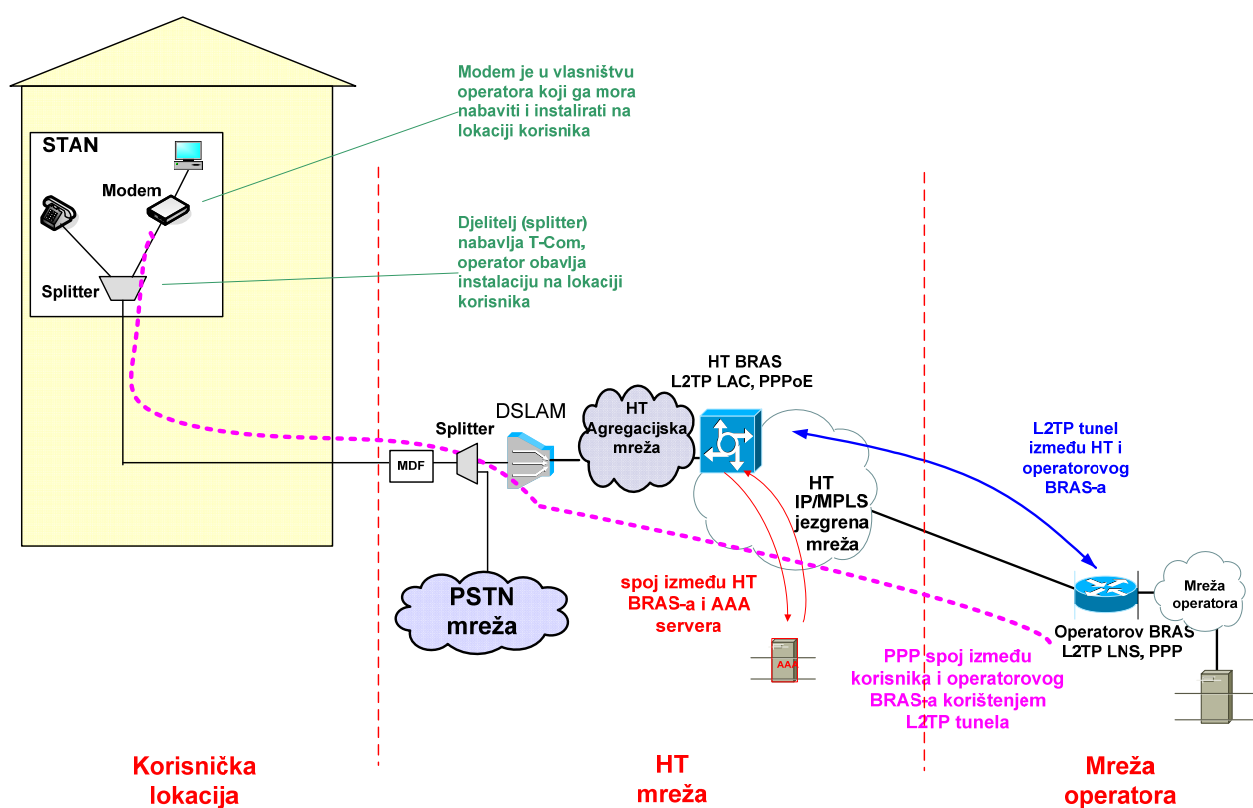 Modem je u vlasništvu
operatora koji ga mora
nabaviti i instalirati na
lokaciji korisnika
STAN
Modem
Djelitelj (splitter)
nabavlja T-Com,
operator obavlja
instalaciju na lokaciji
korisnika
Splitter
HT BRAS
L2TP LAC, PPPoE
DSLAM
HT
Agregacijska
mreža
Splitter
MDF
L2TP tunel
između HT i
operatorovog
BRAS-a
HT
IP/MPLS
jezgrena
mreža
spoj između HT
BRAS-a i AAA
servera
PSTN
mreža
Mreža
operatora
Operatorov BRAS
L2TP LNS, PPP
AAA
PPP spoj između
korisnika i operatorovog
BRAS-a korištenjem
L2TP tunela
Korisnička
lokacija
HT
mreža
Mreža
operatora